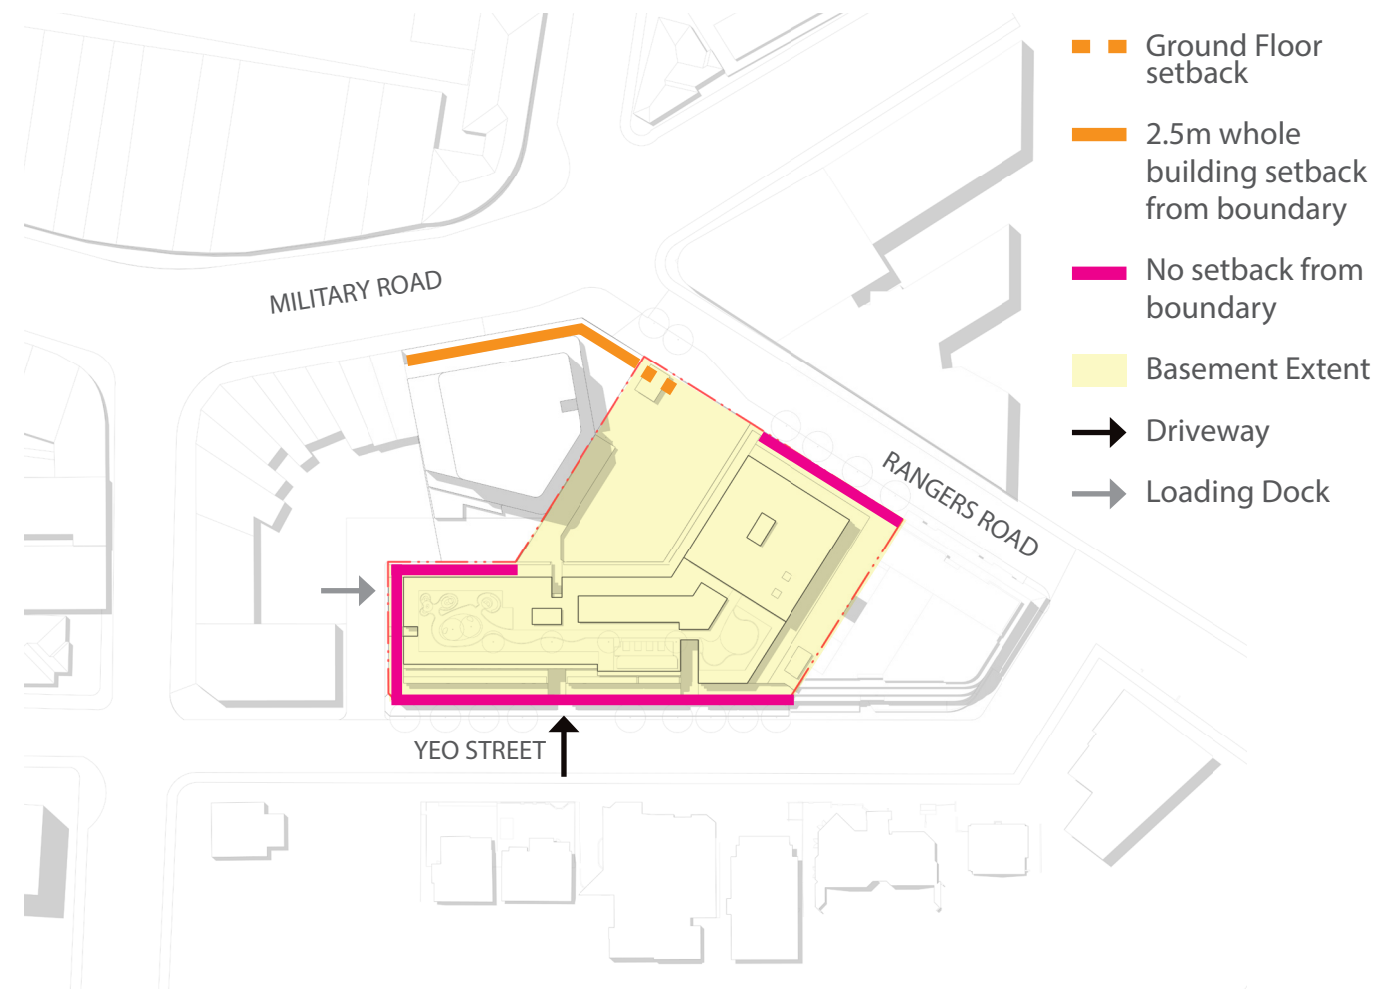 Ground Floor
setback
2.5m whole
building setback
from boundary
No setback from
boundary
Basement Extent
Driveway
Loading Dock
MILITARY ROAD
RANGERS ROAD
YEO STREET